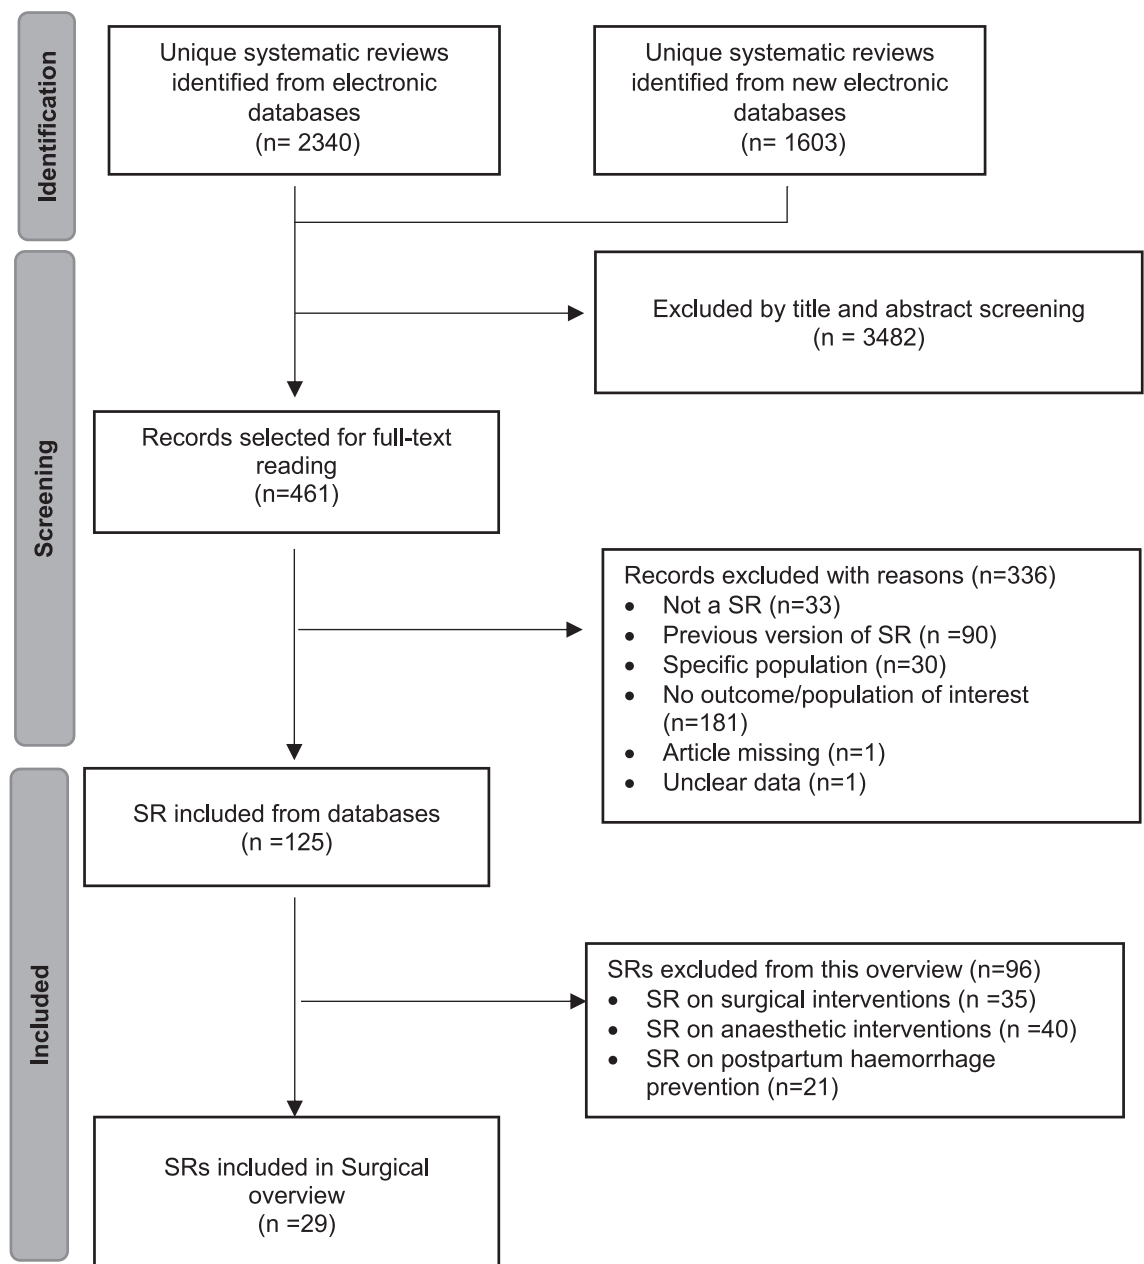 Identification
Unique systematic reviews
identified from electronic
databases
(n= 2340)
Unique systematic reviews
identified from new electronic
databases
(n= 1603)
Screening
Excluded by title and abstract screening
(n = 3482)
Records selected for full-text
reading
(n=461)
Records excluded with reasons (n=336)
• Not a SR (n=33)
• Previous version of SR (n =90)
• Specific population (n=30)
• No outcome/population of interest
(n=181)
• Article missing (n=1)
• Unclear data (n=1)
Included
SR included from databases
(n =125)
SRs excluded from this overview (n=96)
• SR on surgical interventions (n =35)
• SR on anaesthetic interventions (n =40)
• SR on postpartum haemorrhage
prevention (n=21)
SRs included in Surgical
overview
(n =29)